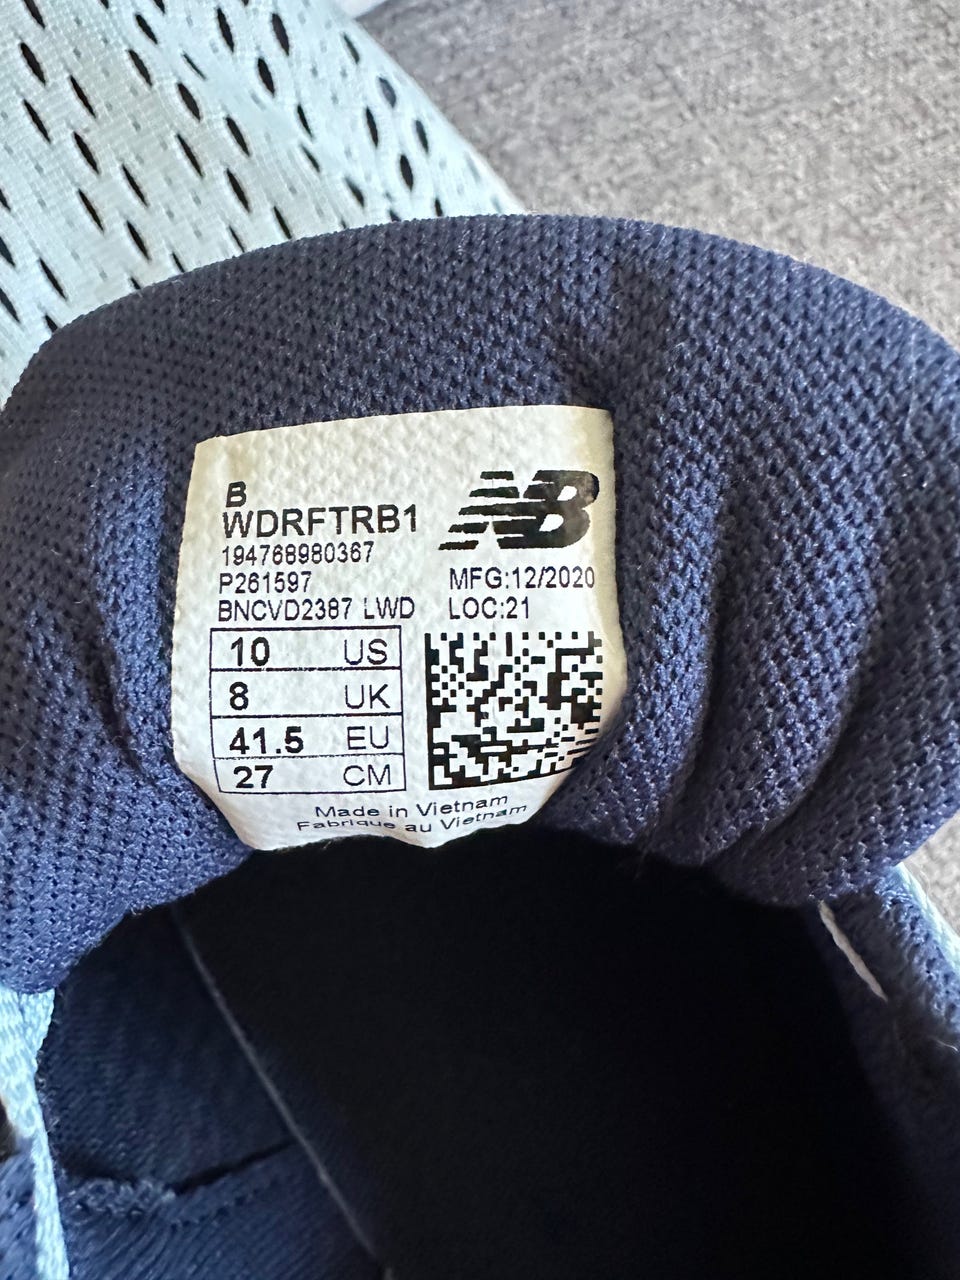 B
WDRFTRB1
194768980367
P261597
BNCVD2387 LWD
NB
MFG:12/2020
LOC:21
10 US
8 UK
41.5 EU
27 CM
Made in Vietnam
Fabrique au Vietnam